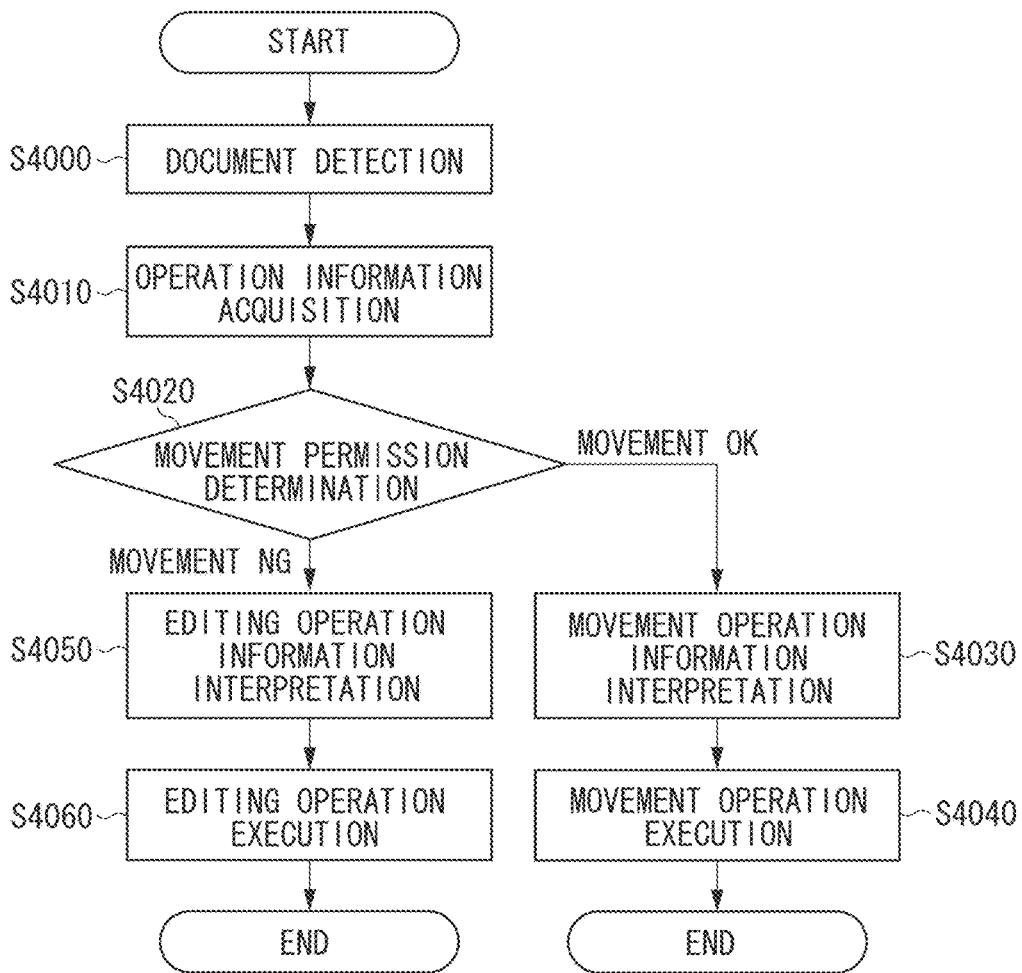 START
S4000
DOCUMENT DETECTION
S4010
OPERATION INFORMATION
ACQUISITION
S4020
MOVEMENT PERMISSION
DETERMINATION
MOVEMENT OK
MOVEMENT NG
S4050
EDITING OPERATION
INFORMATION
INTERPRETATION
MOVEMENT OPERATION
INFORMATION
INTERPRETATION
S4030
S4060
EDITING OPERATION
EXECUTION
MOVEMENT OPERATION
EXECUTION
S4040
END
END